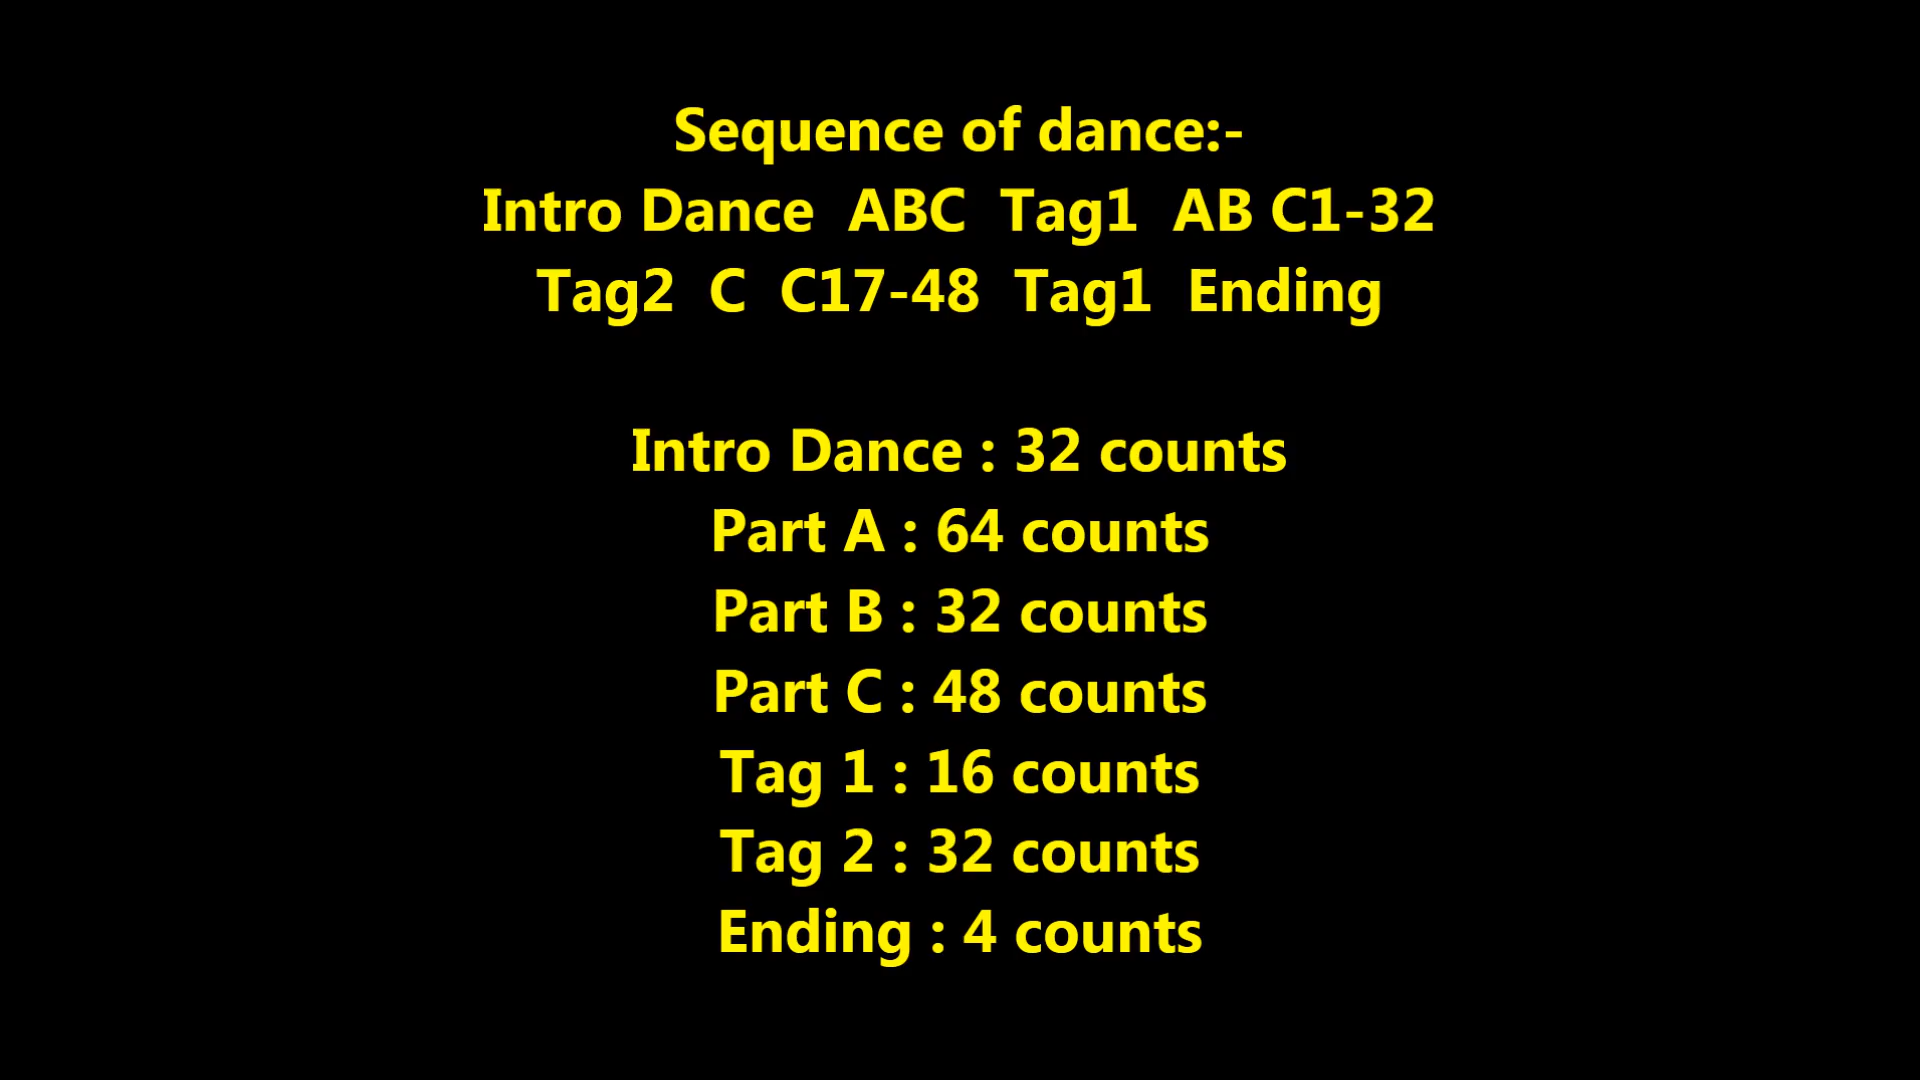 Sequence of dance:-
Intro Dance  ABC  Tag1  AB C1-32
Tag2  C  C17-48  Tag1  Ending
Intro Dance : 32 counts
Part A : 64 counts
Part B : 32 counts
Part C : 48 counts
Tag 1 : 16 counts
Tag 2 : 32 counts
Ending : 4 counts